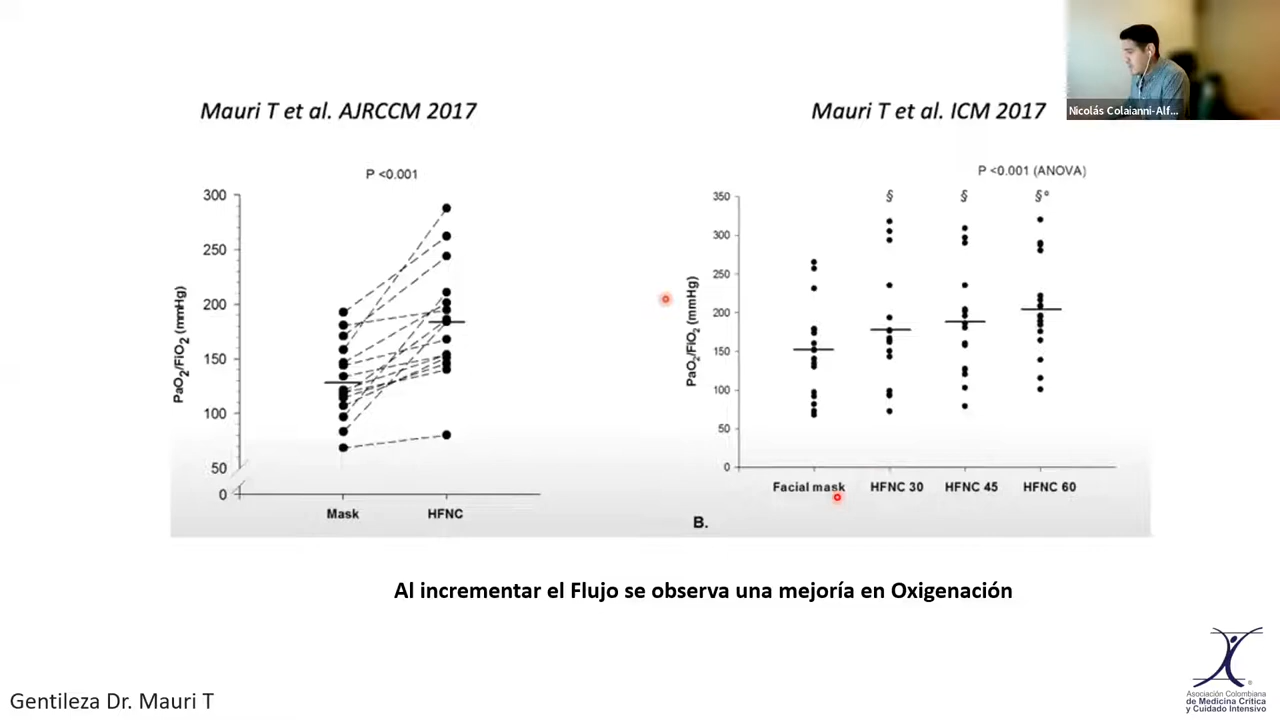 Nicolás Colaianni-Alf...
Mauri T et al. AJRCCM 2017
Mauri T et al. ICM 2017
P <0.001
300
250
200
150
100
50
0
PaO2/FiO2 (mmHg)
Mask
HFNC
P <0.001 (ANOVA)
§
§
§°
350
300
250
200
150
100
50
0
PaO2/FiO2 (mmHg)
Facial mask
HFNC 30
HFNC 45
HFNC 60
B.
Al incrementar el Flujo se observa una mejoría en Oxigenación
Gentileza Dr. Mauri T
®
Asociación Colombiana
de Medicina Crítica
y Cuidado Intensivo